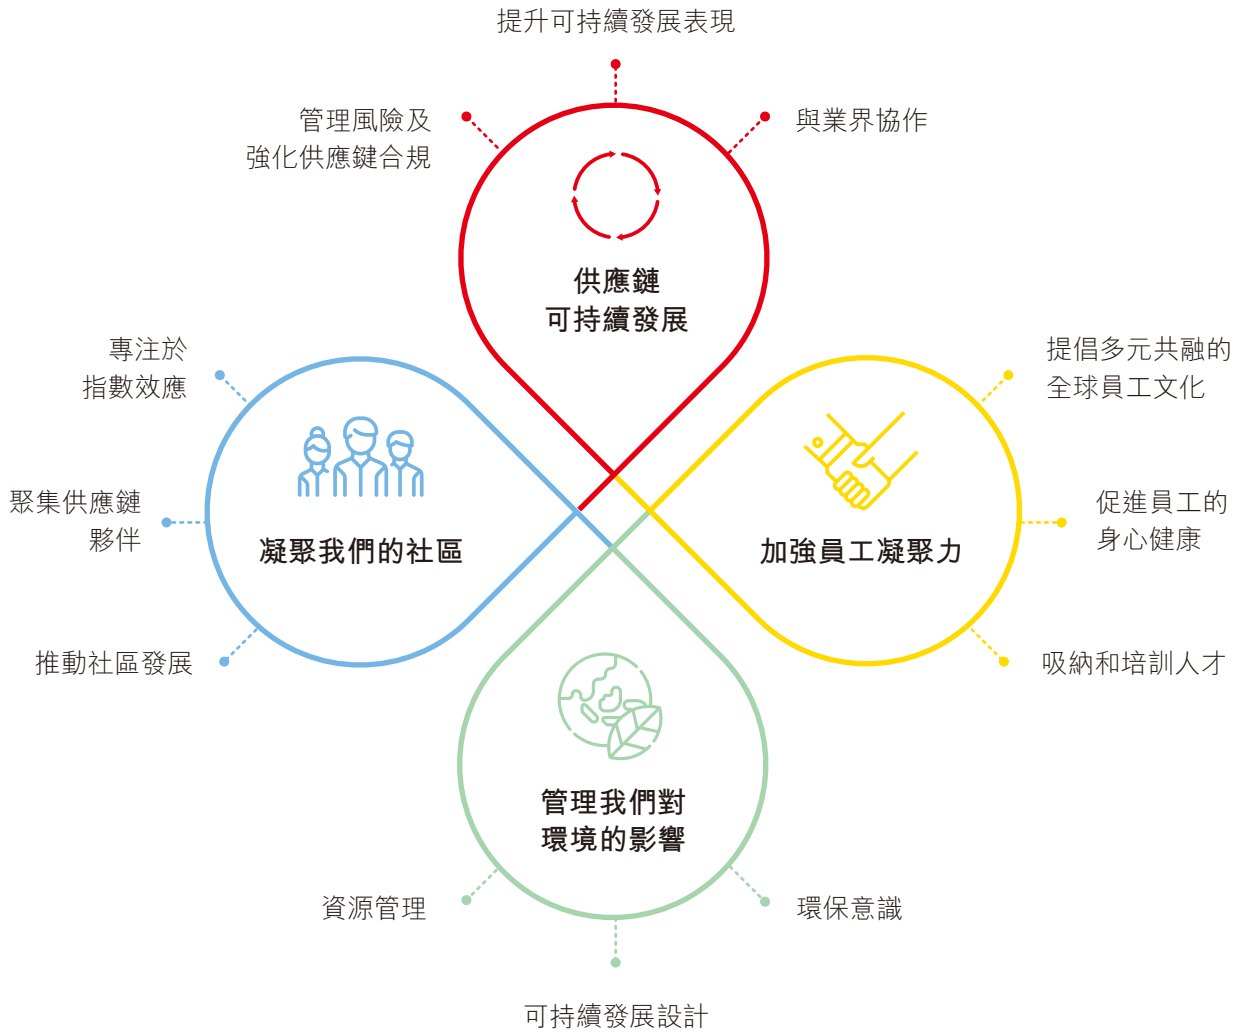 提升可持續發展表現
管理風險及
強化供應鍵合規
與業界協作
供應鏈
可持續發展
專注於
指數效應
聚集供應鏈
夥伴
推動社區發展
凝聚我們的社區
提倡多元共融的
全球員工文化
促進員工的
身心健康
吸納和培訓人才
加強員工凝聚力
管理我們對
環境的影響
資源管理
環保意識
可持續發展設計